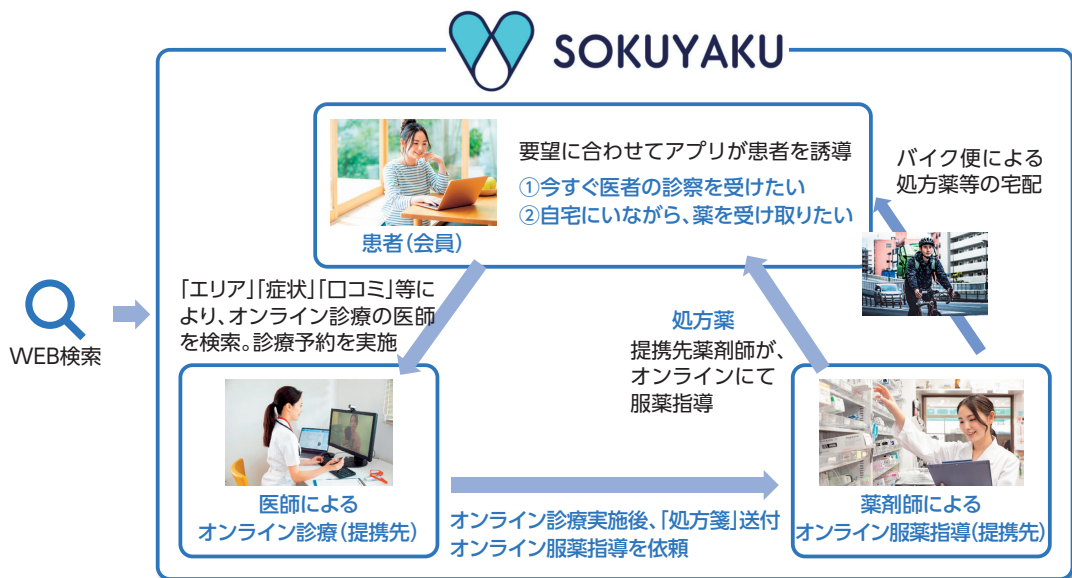 SOKUYAKU
要望に合わせてアプリが患者を誘導
①今すぐ医者の診察を受けたい
②自宅にいながら、薬を受け取りたい
患者(会員)
バイク便による
処方薬等の宅配
WEB検索
「エリア」「症状」「口コミ」等に
より、オンライン診療の医師
を検索。診療予約を実施
処方薬
提携先薬剤師が、
オンラインにて
服薬指導
医師による
オンライン診療(提携先)
オンライン診療実施後、「処方箋」送付
オンライン服薬指導を依頼
薬剤師による
オンライン服薬指導(提携先)